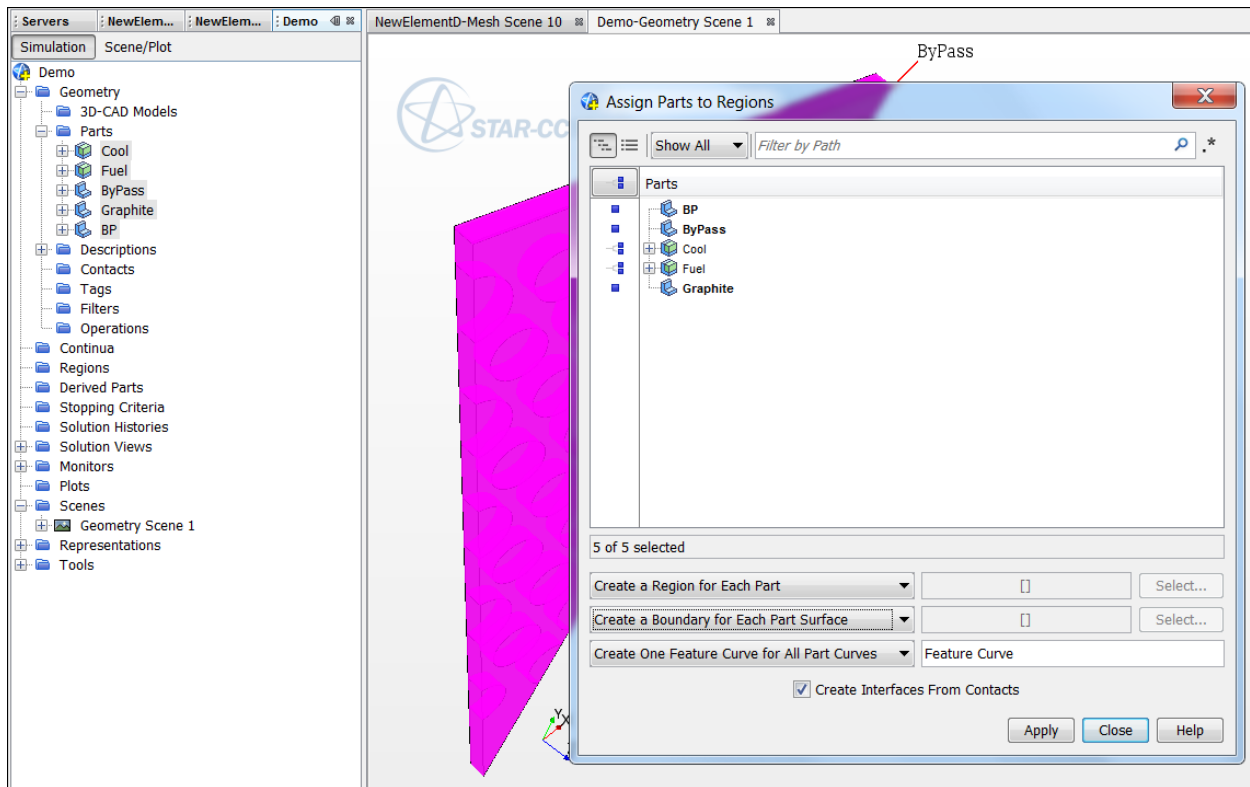 Servers NewElem... NewElem... Demo
Simulation Scene/Plot
Demo
Geometry
3D-CAD Models
Parts
Cool
Fuel
ByPass
Graphite
BP
Descriptions
Contacts
Tags
Filters
Operations
Continua
Regions
Derived Parts
Stopping Criteria
Solution Histories
Solution Views
Monitors
Plots
Scenes
Geometry Scene 1
Representations
Tools
NewElementD-Mesh Scene 10 Demo-Geometry Scene 1
ByPass
STAR-CC
Y
X
Assign Parts to Regions
Show All Filter by Path .*
Parts
BP
ByPass
Cool
Fuel
Graphite
5 of 5 selected
Create a Region for Each Part [] Select...
Create a Boundary for Each Part Surface [] Select...
Create One Feature Curve for All Part Curves Feature Curve
Create Interfaces From Contacts
Apply Close Help